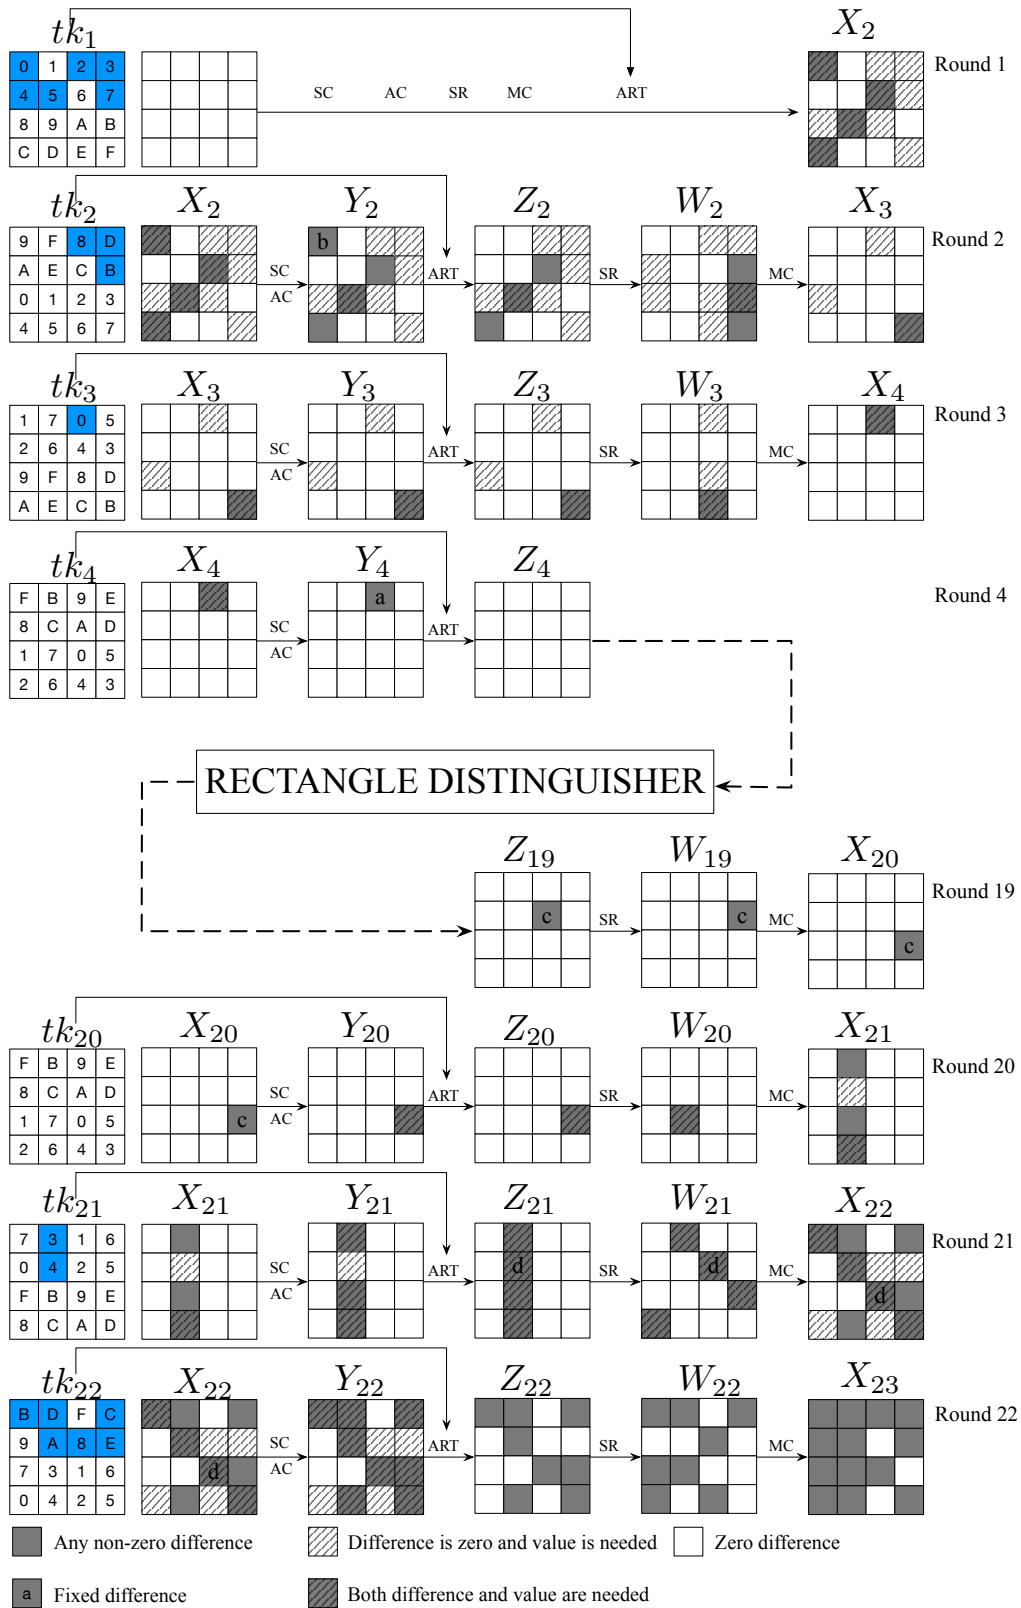 tk1 X2
0 1 2 3 Round 1
4 5 6 7 SC AC SR MC ART
8 9 A B
C D E F
tk2 X2 Y2 Z2 W2 X3
9 F 8 D b Round 2
A E C B SC ART SR MC
0 1 2 3 AC
4 5 6 7
tk3 X3 Y3 Z3 W3 X4
1 7 0 5 Round 3
2 6 4 3 SC ART SR MC
9 F 8 D AC
A E C B
tk4 X4 Y4 Z4
F B 9 E a Round 4
8 C A D SC ART
1 7 0 5 AC
2 6 4 3
RECTANGLE DISTINGUISHER
Z19 W19 X20
Round 19
c SR c MC
c
tk20 X20 Y20 Z20 W20 X21
F B 9 E Round 20
8 C A D SC ART SR MC
1 7 0 5 c AC
2 6 4 3
tk21 X21 Y21 Z21 W21 X22
7 3 1 6 Round 21
0 4 2 5 SC ART d SR d MC
F B 9 E AC d
8 C A D
tk22 X22 Y22 Z22 W22 X23
B D F C Round 22
9 A 8 E SC ART SR MC
7 3 1 6 d AC
0 4 2 5
Any non-zero difference Difference is zero and value is needed Zero difference
a Fixed difference Both difference and value are needed